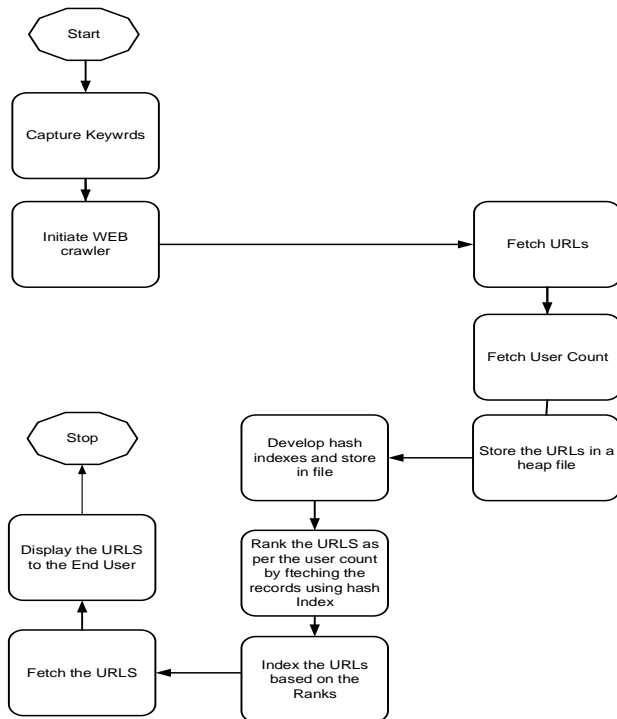 Start
Capture Keywrds
Initiate WEB
crawler
Fetch URLs
Fetch User Count
Store the URLs in a
heap file
Develop hash
indexes and store
in file
Rank the URLS as
per the user count
by fteching the
records using hash
Index
Index the URLs
based on the
Ranks
Fetch the URLS
Display the URLS
to the End User
Stop